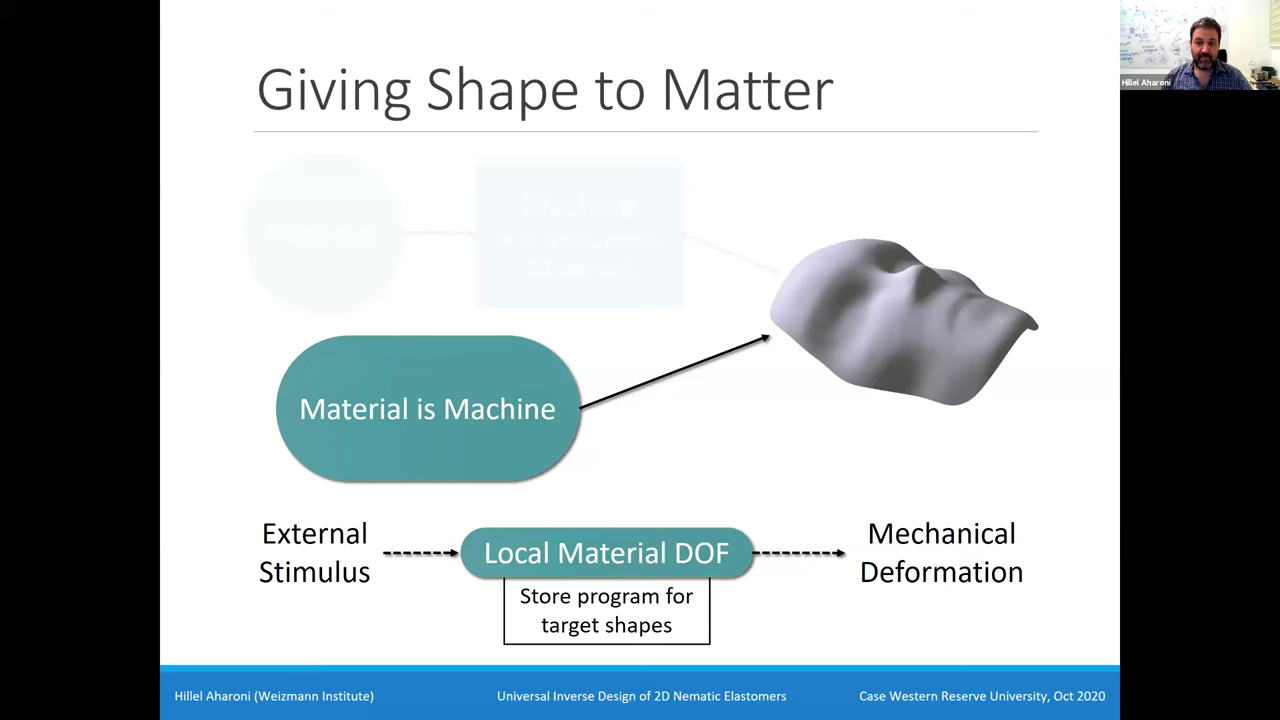 Giving Shape to Matter
Hillel Aharoni
Machine
Material is Machine
External
Stimulus
Local Material DOF
Store program for
target shapes
Mechanical
Deformation
Hillel Aharoni (Weizmann Institute)
Universal Inverse Design of 2D Nematic Elastomers
Case Western Reserve University, Oct 2020